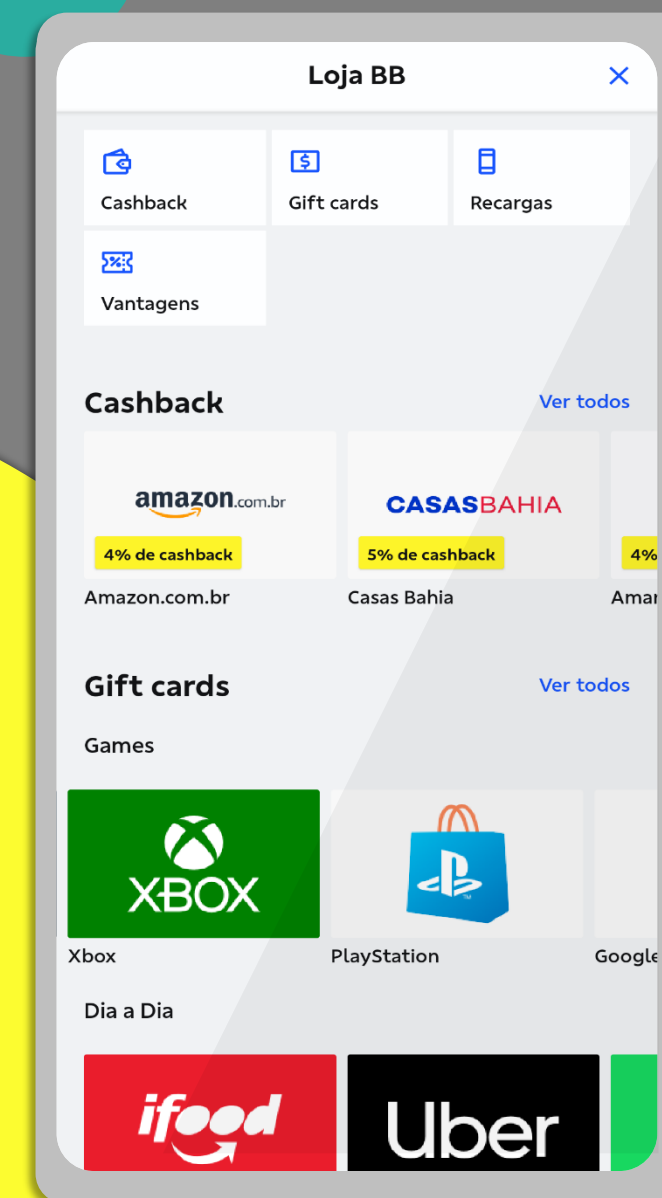 Loja BB
Cashback
Gift cards
Recargas
Vantagens
Cashback
Ver todos
amazon.com.br
CASASBAHIA
4% de cashback
5% de cashback
4%
Amazon.com.br
Casas Bahia
Gift cards
Ver todos
Games
XBOX
Xbox
PlayStation
Google
Dia a Dia
ifood
Uber